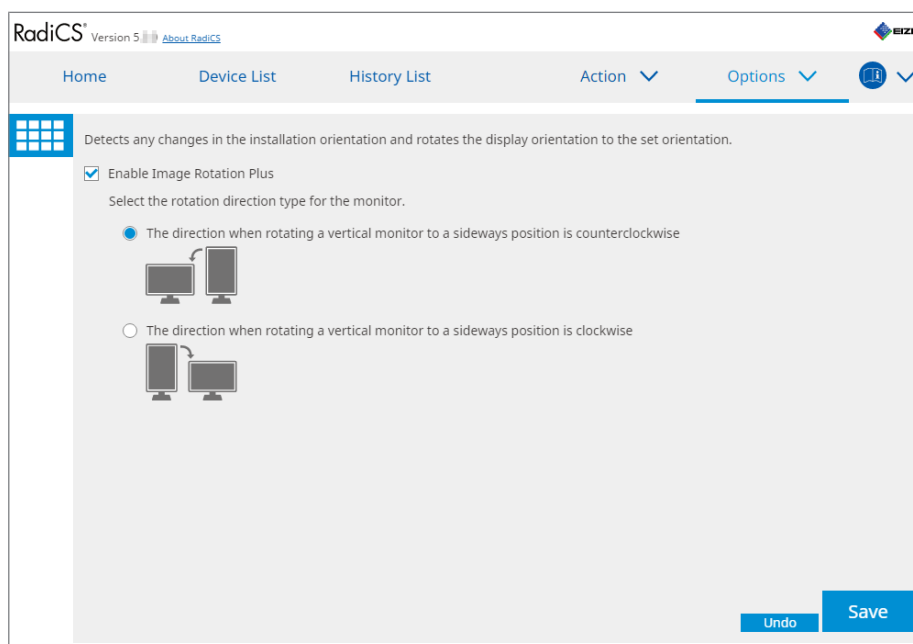 RadiCS® Version 5. About RadiCS
EIZ
Home Device List History List Action Options
Detects any changes in the installation orientation and rotates the display orientation to the set orientation.
Enable Image Rotation Plus
Select the rotation direction type for the monitor.
The direction when rotating a vertical monitor to a sideways position is counterclockwise
The direction when rotating a vertical monitor to a sideways position is clockwise
Undo
Save